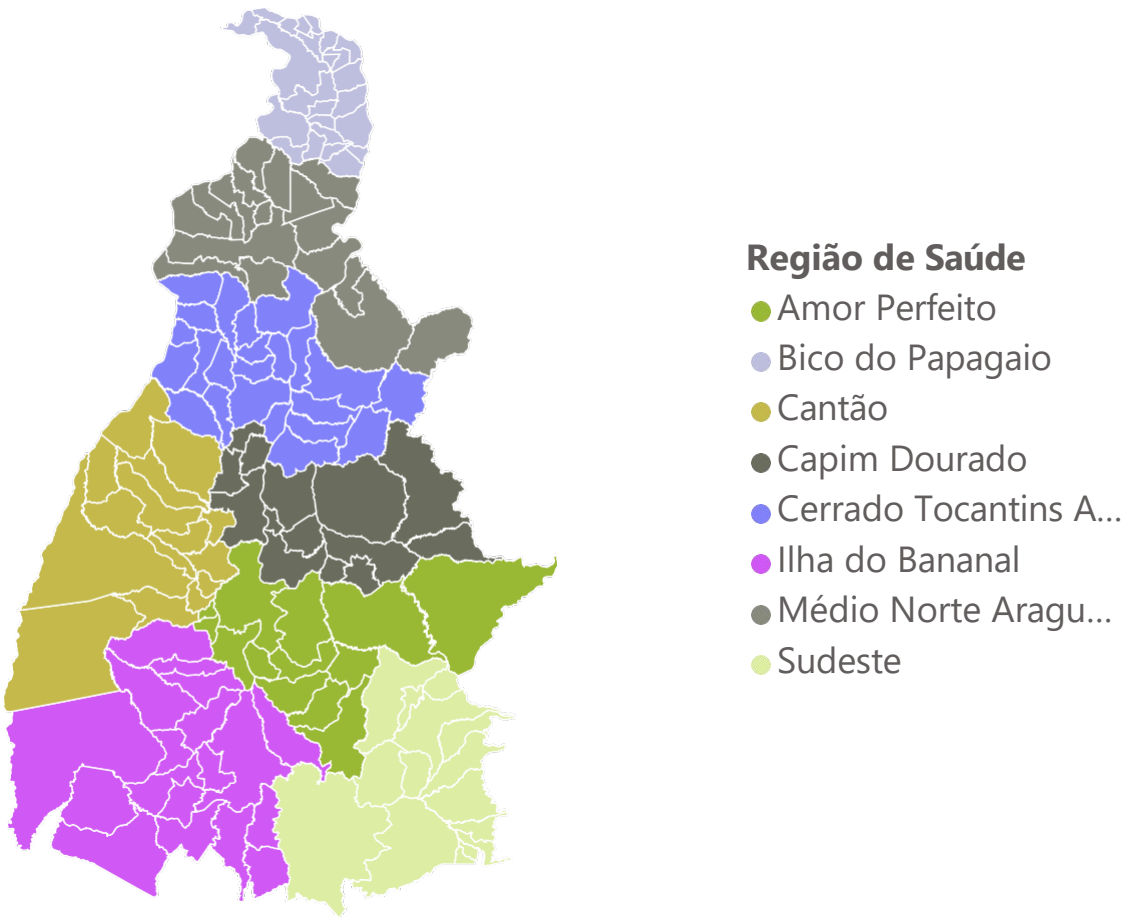 Região de Saúde
Amor Perfeito
Bico do Papagaio
Cantão
Capim Dourado
Cerrado Tocantins A...
Ilha do Bananal
Médio Norte Aragu...
Sudeste